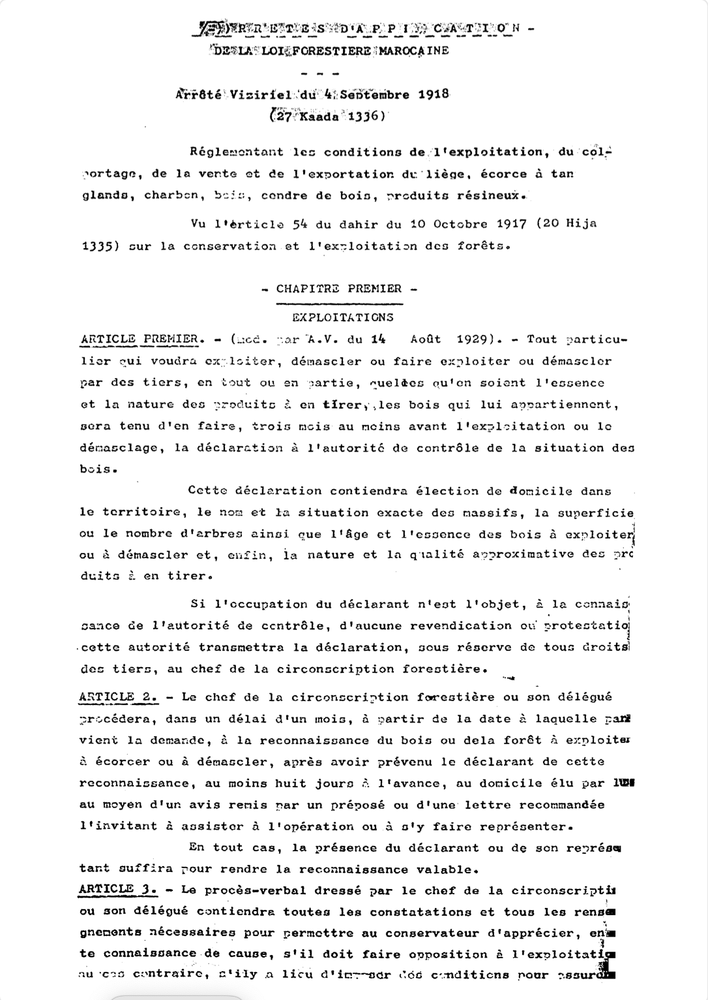 ARRETES D'APPLICATION -
DE LA LOI FORESTIERE MAROCAINE
- - -
Arrêté Viziriel du 4 Septembre 1918
(27 Kaada 1336)
Réglementant les conditions de l'exploitation, du col-
portage, de la vente et de l'exportation du liège, écorce à tan
glands, charbon, bois, cendre de bois, produits résineux.
Vu l'article 54 du dahir du 10 Octobre 1917 (20 Hija
1335) sur la conservation et l'exploitation des forêts.
- CHAPITRE PREMIER -
EXPLOITATIONS
ARTICLE PREMIER. - (mod. par A.V. du 14 Août 1929). - Tout particu-
lier qui voudra exploiter, démascler ou faire exploiter ou démascler
par des tiers, en tout ou en partie, quelles qu'en soient l'essence
et la nature des produits à en tIrer, les bois qui lui appartiennent,
sera tenu d'en faire, trois mois au moins avant l'exploitation ou le
démasclage, la déclaration à l'autorité de contrôle de la situation des
bois.
Cette déclaration contiendra élection de domicile dans
le territoire, le nom et la situation exacte des massifs, la superficie
ou le nombre d'arbres ainsi que l'âge et l'essence des bois à exploiter
ou à démascler et, enfin, la nature et la qualité approximative des pro
duits à en tirer.
Si l'occupation du déclarant n'est l'objet, à la connais
sance de l'autorité de contrôle, d'aucune revendication ou protestatio
cette autorité transmettra la déclaration, sous réserve de tous droits
des tiers, au chef de la circonscription forestière.
ARTICLE 2. - Le chef de la circonscription forestière ou son délégué
procédera, dans un délai d'un mois, à partir de la date à laquelle par
vient la demande, à la reconnaissance du bois ou dela forêt à exploiter
à écorcer ou à démascler, après avoir prévenu le déclarant de cette
reconnaissance, au moins huit jours à l'avance, au domicile élu par lui
au moyen d'un avis remis par un préposé ou d'une lettre recommandée
l'invitant à assister à l'opération ou à s'y faire représenter.
En tout cas, la présence du déclarant ou de son représe
tant suffira pour rendre la reconnaissance valable.
ARTICLE 3. - Le procès-verbal dressé par le chef de la circonscripti
ou son délégué contiendra toutes les constatations et tous les rense
gnements nécessaires pour permettre au conservateur d'apprécier, en
te connaissance de cause, s'il doit faire opposition à l'exploitati
au cas contraire, s'ily a lieu d'imposer des conditions pour assur